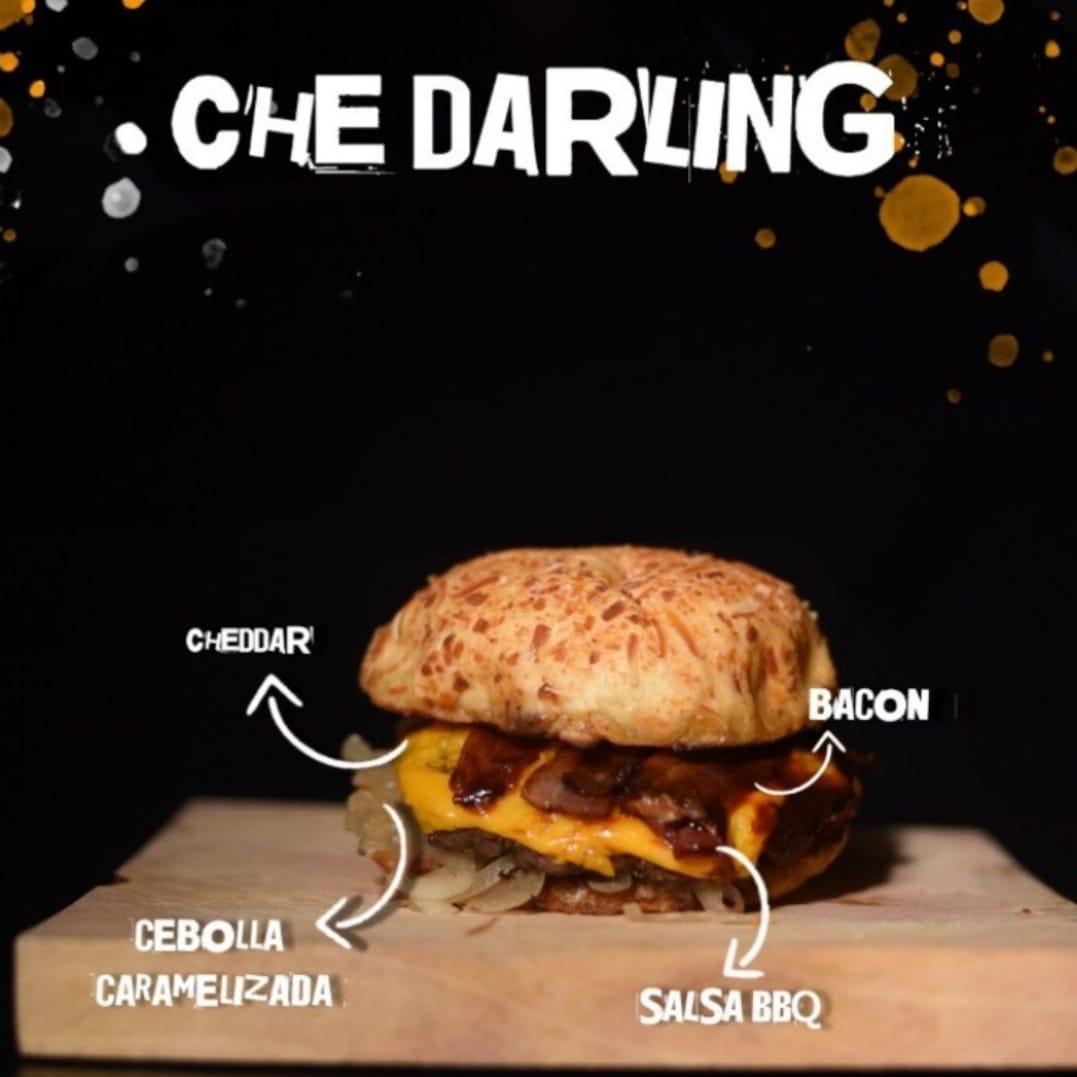 CHE DARLING
CHEDDAR
BACON
CEBOLLA
CARAMELIZADA
SALSA BBQ